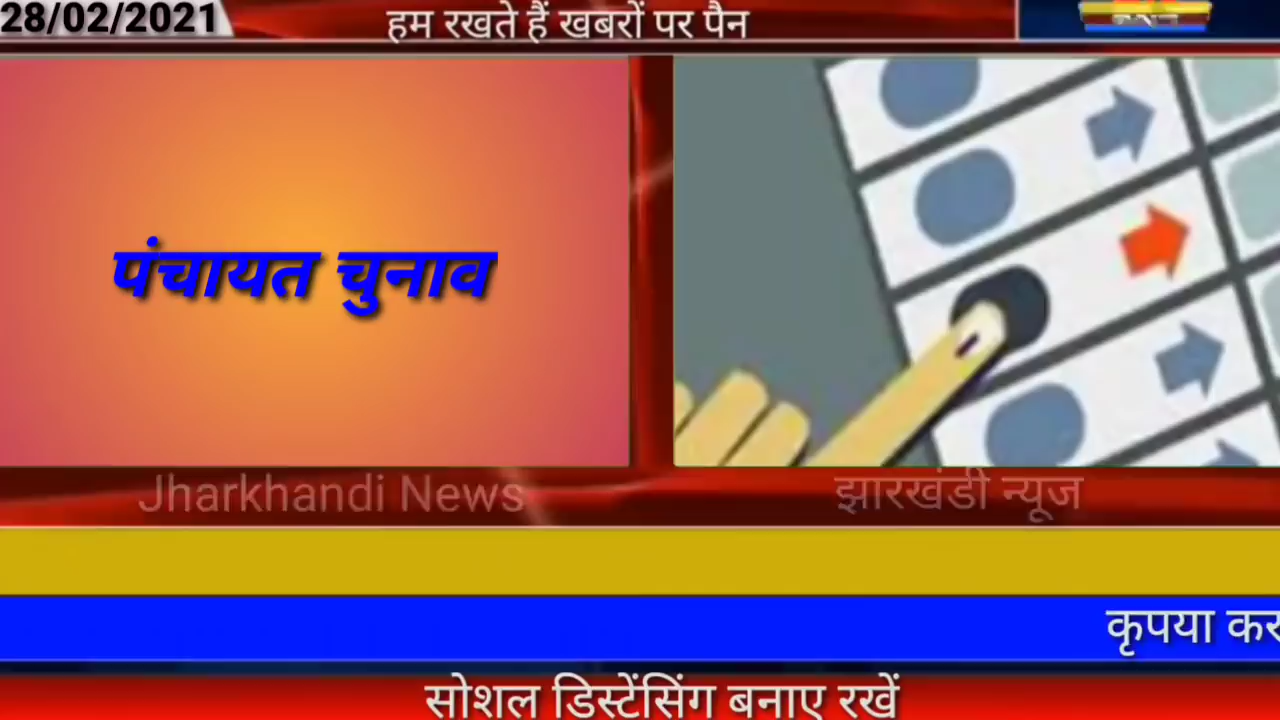 28/02/2021
हम रखते हैं खबरों पर पैन
पंचायत चुनाव
Jharkhandi News
झारखंडी न्यूज
कृपया कर
सोशल डिस्टेंसिंग बनाए रखें